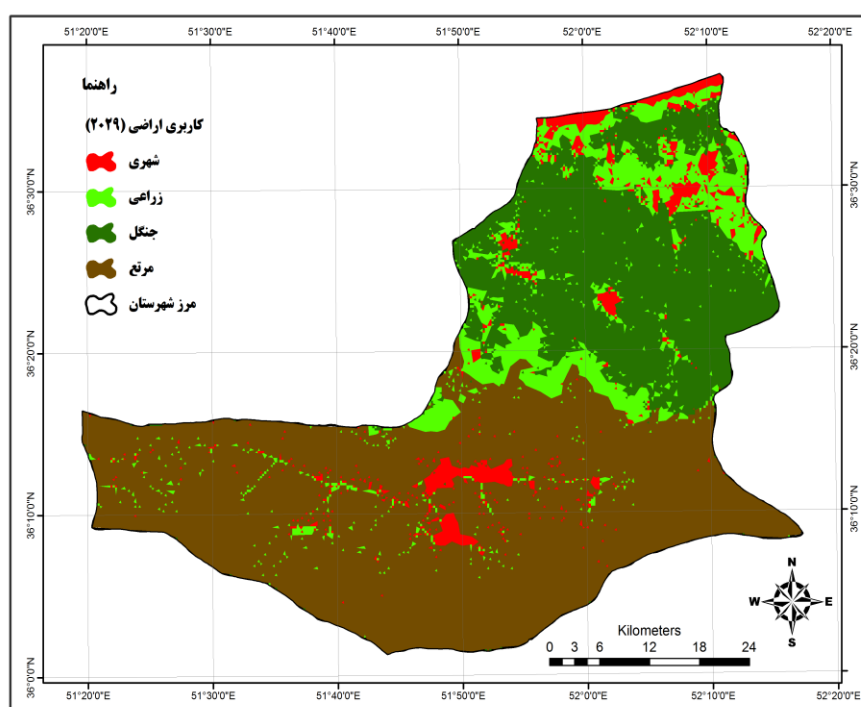 51°20'0"E 51°30'0"E 51°40'0"E 51°50'0"E 52°0'0"E 52°10'0"E 52°20'0"E
راهنما
کاربری اراضی (۲۰۲۹)
شهری
زراعی
جنگل
مرتع
مرز شهرستان
36°30'0"N 36°30'0"N
36°20'0"N 36°20'0"N
36°10'0"N 36°10'0"N
36°0'0"N 36°0'0"N
N
W E
S
Kilometers
0 3 6 12 18 24
51°20'0"E 51°30'0"E 51°40'0"E 51°50'0"E 52°0'0"E 52°10'0"E 52°20'0"E